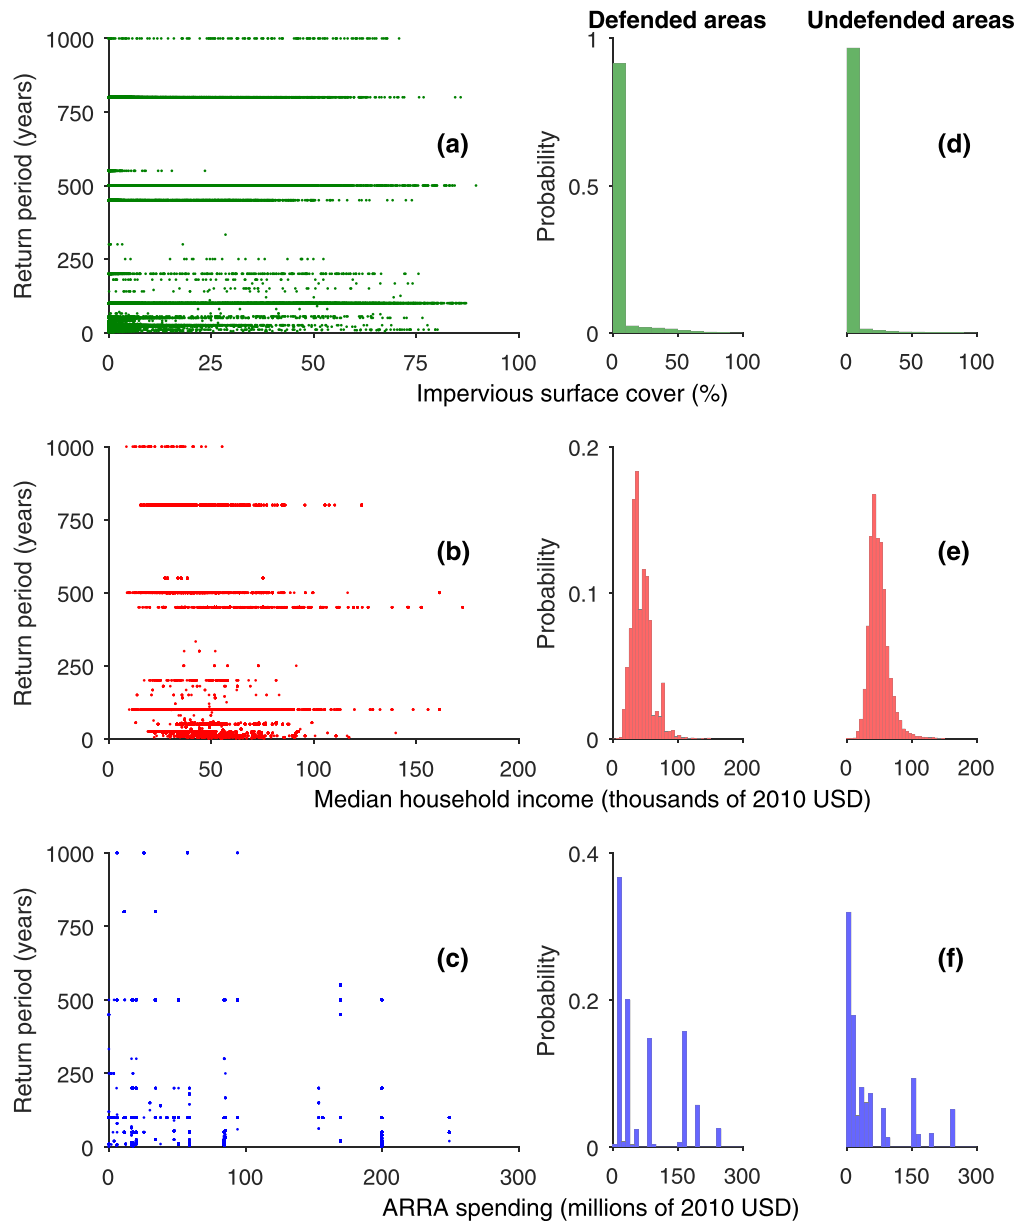 Defended areas
Undefended areas
1000
750
500
250
0
Return period (years)
(a)
0 25 50 75 100
1
0.5
0
Probability
0 50 100
(d)
0 50 100
Impervious surface cover (%)
1000
750
500
250
0
Return period (years)
(b)
0 50 100 150 200
0.2
0.1
0
Probability
0 100 200
(e)
0 100 200
Median household income (thousands of 2010 USD)
1000
750
500
250
0
Return period (years)
(c)
0 100 200 300
0.4
0.2
0
Probability
0 150 300
(f)
0 150 300
ARRA spending (millions of 2010 USD)